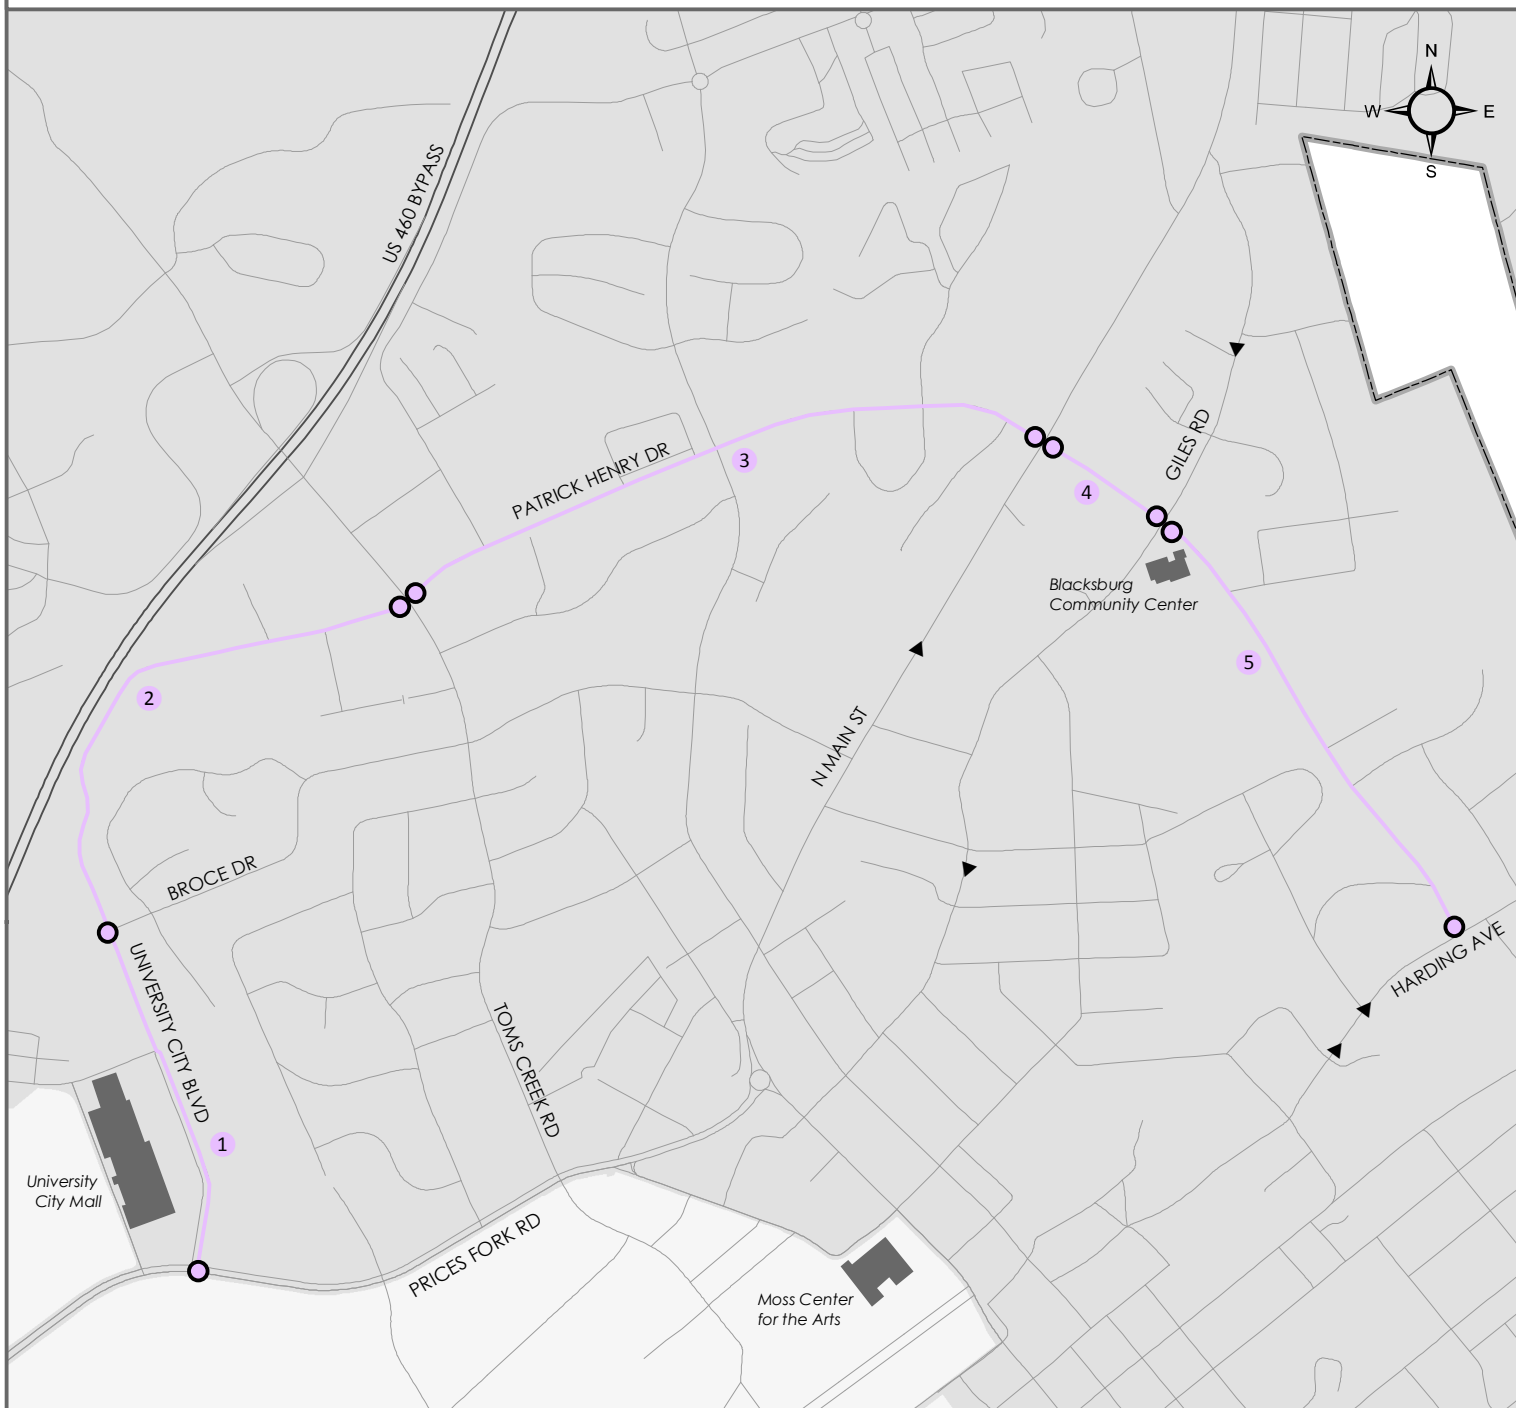 N
W
E
S
US 460 BYPASS
GILES RD
PATRICK HENRY DR
3
4
Blacksburg
Community Center
5
2
N MAIN ST
BROCE DR
UNIVERSITY CITY BLVD
HARDING AVE
TOMS CREEK RD
1
University
City Mall
PRICES FORK RD
Moss Center
for the Arts